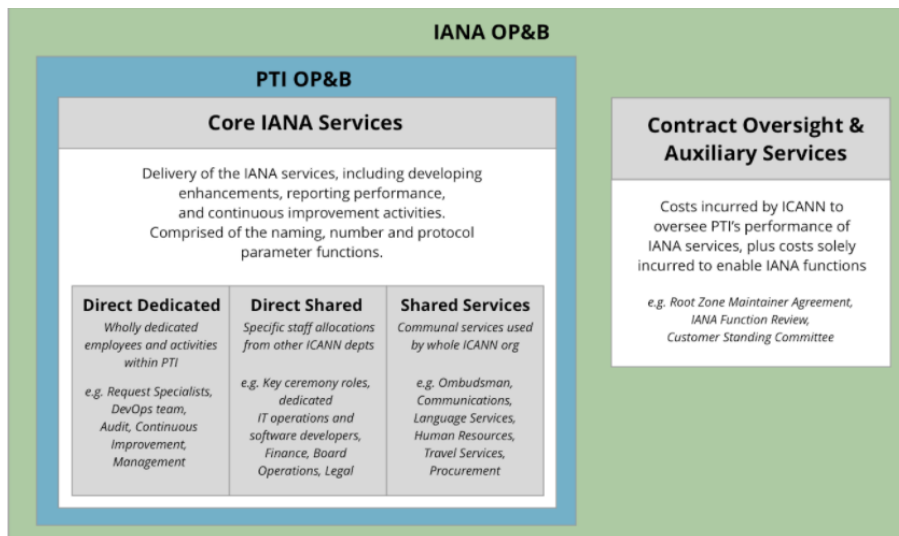 IANA OP&B
PTI OP&B
Core IANA Services
Delivery of the IANA services, including developing
enhancements, reporting performance,
and continuous improvement activities.
Comprised of the naming, number and protocol
parameter functions.
Direct Dedicated
Wholly dedicated
employees and activities
within PTI
e.g. Request Specialists,
DevOps team,
Audit, Continuous
Improvement,
Management
Direct Shared
Specific staff allocations
from other ICANN depts
e.g. Key ceremony roles,
dedicated
IT operations and
software developers,
Finance, Board
Operations, Legal
Shared Services
Communal services used
by whole ICANN org
e.g. Ombudsman,
Communications,
Language Services,
Human Resources,
Travel Services,
Procurement
Contract Oversight &
Auxiliary Services
Costs incurred by ICANN to
oversee PTI's performance of
IANA services, plus costs solely
incurred to enable IANA functions
e.g. Root Zone Maintainer Agreement,
IANA Function Review,
Customer Standing Committee